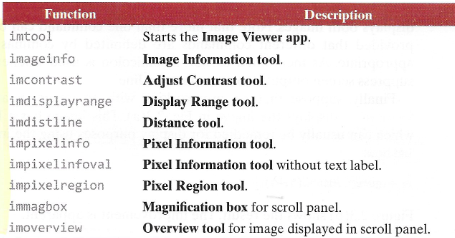 Function Description
imtool Starts the Image Viewer app.
imageinfo Image Information tool.
imcontrast Adjust Contrast tool.
imdisplayrange Display Range tool.
imdistline Distance tool.
impixelinfo Pixel Information tool.
impixelinfoval Pixel Information tool without text label.
impixelregion Pixel Region tool.
immagbox Magnification box for scroll panel.
imoverview Overview tool for image displayed in scroll panel.